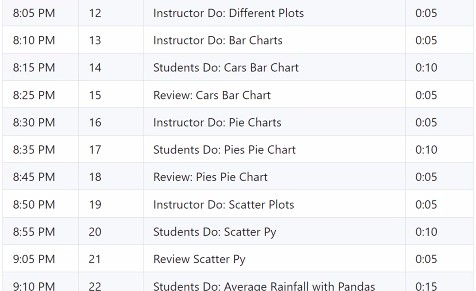 8:05 PM 12 Instructor Do: Different Plots 0:05
8:10 PM 13 Instructor Do: Bar Charts 0:05
8:15 PM 14 Students Do: Cars Bar Chart 0:10
8:25 PM 15 Review: Cars Bar Chart 0:05
8:30 PM 16 Instructor Do: Pie Charts 0:05
8:35 PM 17 Students Do: Pies Pie Chart 0:10
8:45 PM 18 Review: Pies Pie Chart 0:05
8:50 PM 19 Instructor Do: Scatter Plots 0:05
8:55 PM 20 Students Do: Scatter Py 0:10
9:05 PM 21 Review Scatter Py 0:05
9:10 PM 22 Students Do: Average Rainfall with Pandas 0:15